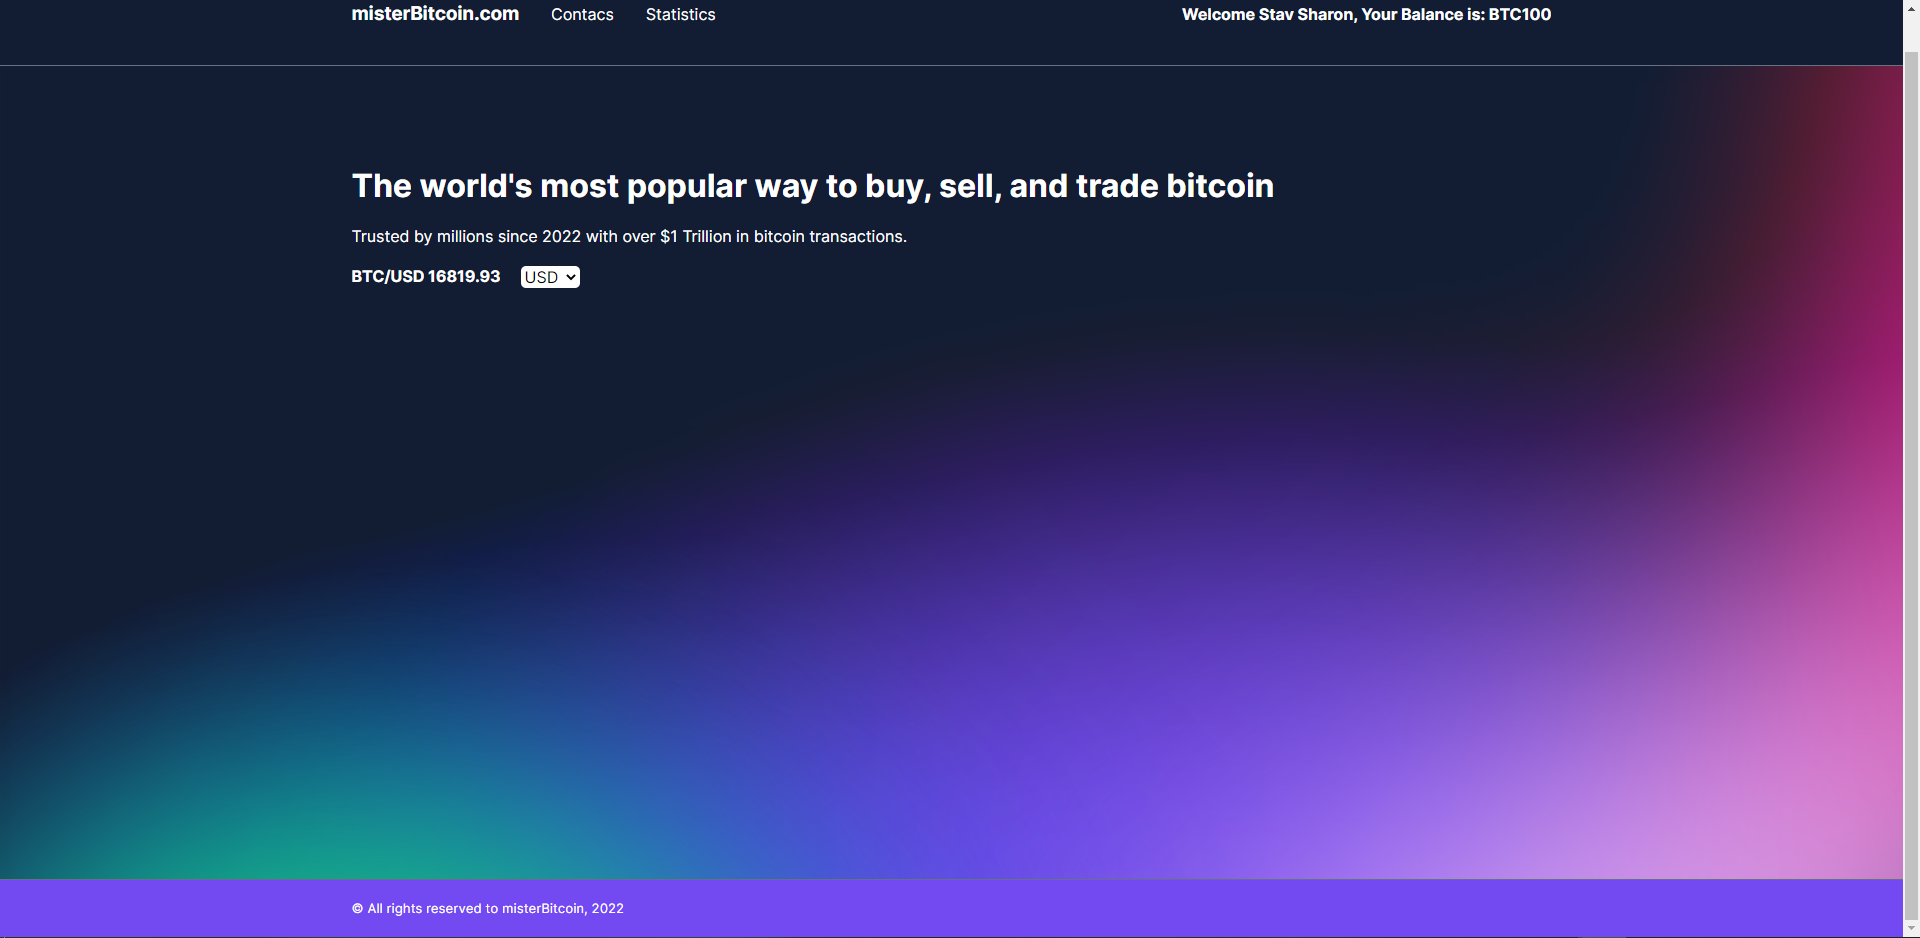 misterBitcoin.com Contacs Statistics Welcome Stav Sharon, Your Balance is: BTC100
The world's most popular way to buy, sell, and trade bitcoin
Trusted by millions since 2022 with over $1 Trillion in bitcoin transactions.
BTC/USD 16819.93 USD
© All rights reserved to misterBitcoin, 2022